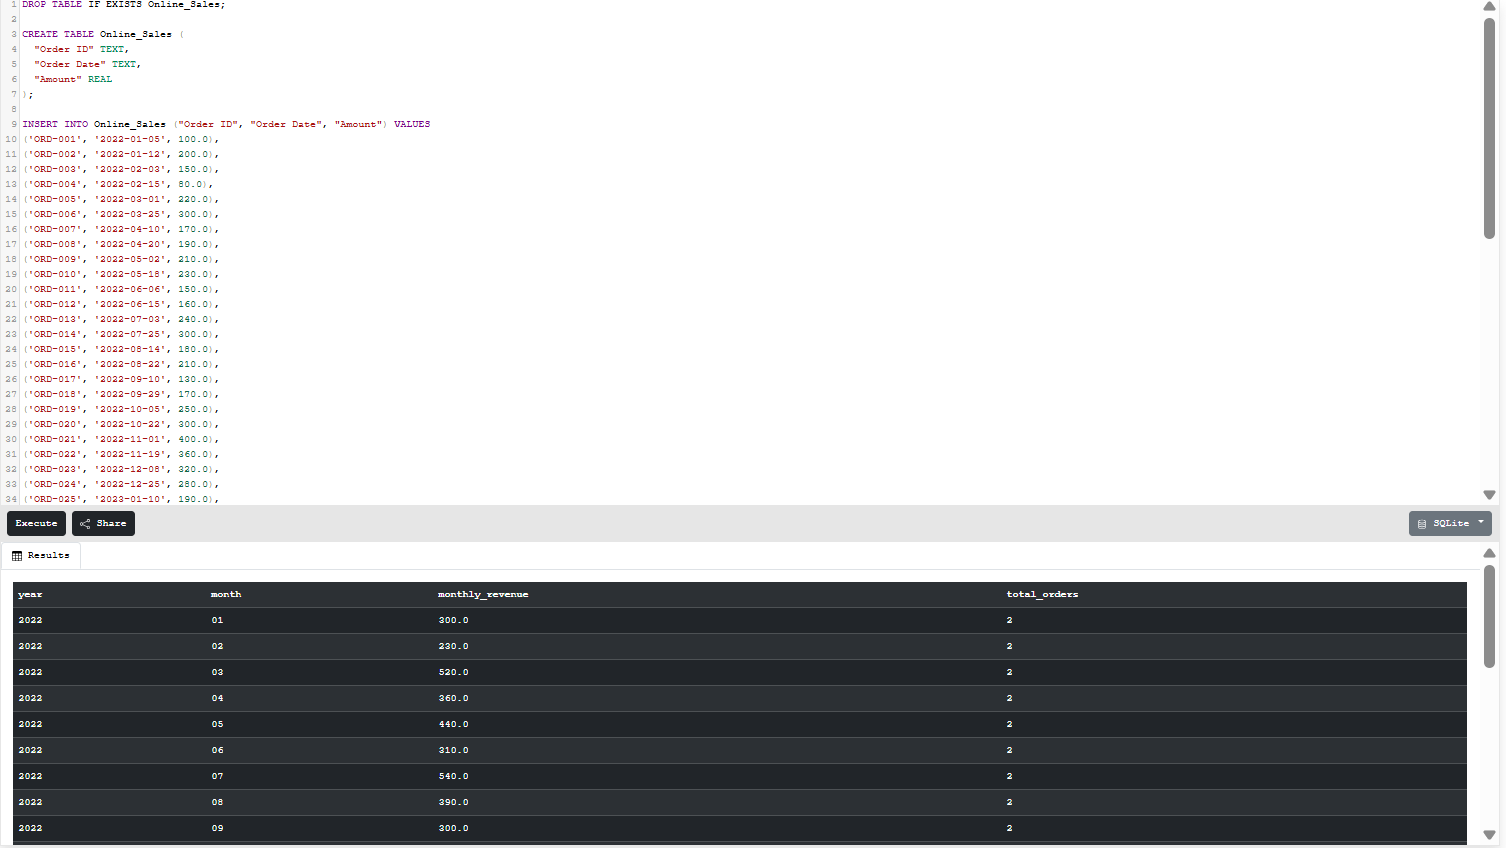 1 DROP TABLE IF EXISTS Online_Sales;
2
3 CREATE TABLE Online_Sales (
4 "Order ID" TEXT,
5 "Order Date" TEXT,
6 "Amount" REAL
7 );
8
9 INSERT INTO Online_Sales ("Order ID", "Order Date", "Amount") VALUES
10 ('ORD-001', '2022-01-05', 100.0),
11 ('ORD-002', '2022-01-12', 200.0),
12 ('ORD-003', '2022-02-03', 150.0),
13 ('ORD-004', '2022-02-15', 80.0),
14 ('ORD-005', '2022-03-01', 220.0),
15 ('ORD-006', '2022-03-25', 300.0),
16 ('ORD-007', '2022-04-10', 170.0),
17 ('ORD-008', '2022-04-20', 190.0),
18 ('ORD-009', '2022-05-02', 210.0),
19 ('ORD-010', '2022-05-18', 230.0),
20 ('ORD-011', '2022-06-06', 150.0),
21 ('ORD-012', '2022-06-15', 160.0),
22 ('ORD-013', '2022-07-03', 240.0),
23 ('ORD-014', '2022-07-25', 300.0),
24 ('ORD-015', '2022-08-14', 180.0),
25 ('ORD-016', '2022-08-22', 210.0),
26 ('ORD-017', '2022-09-10', 130.0),
27 ('ORD-018', '2022-09-29', 170.0),
28 ('ORD-019', '2022-10-05', 250.0),
29 ('ORD-020', '2022-10-22', 300.0),
30 ('ORD-021', '2022-11-01', 400.0),
31 ('ORD-022', '2022-11-19', 360.0),
32 ('ORD-023', '2022-12-08', 320.0),
33 ('ORD-024', '2022-12-25', 280.0),
34 ('ORD-025', '2023-01-10', 190.0),
Execute Share SQLite
Results
year month monthly_revenue total_orders
2022 01 300.0 2
2022 02 230.0 2
2022 03 520.0 2
2022 04 360.0 2
2022 05 440.0 2
2022 06 310.0 2
2022 07 540.0 2
2022 08 390.0 2
2022 09 300.0 2